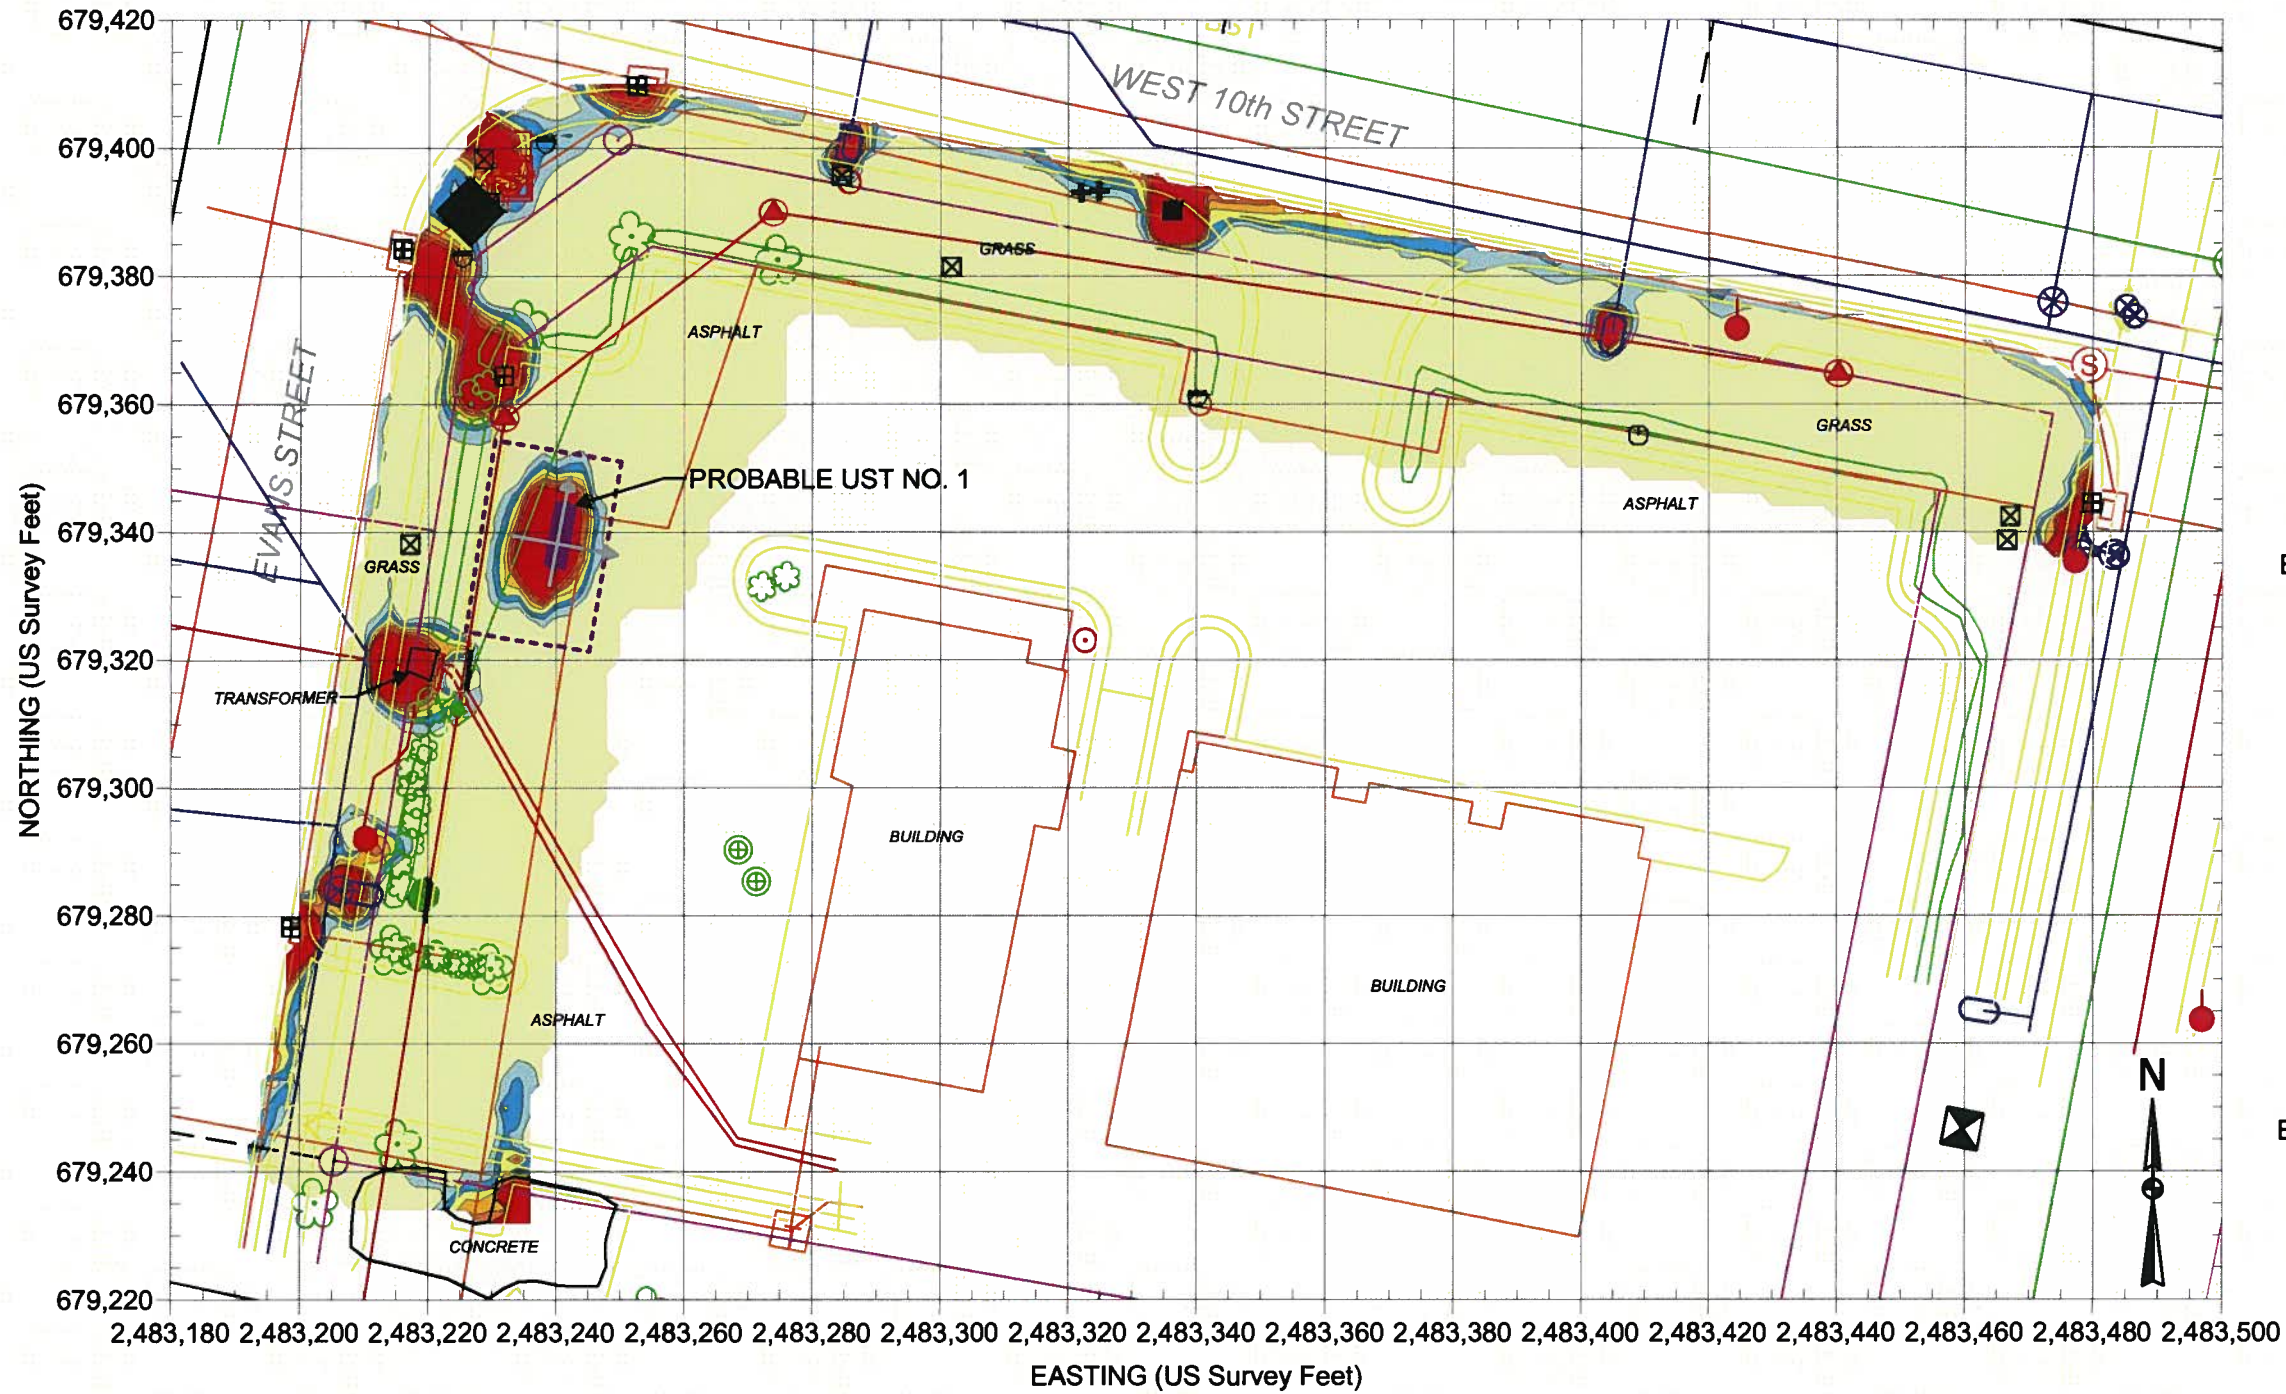 679,420
679,400
679,380
679,360
679,340
679,320
679,300
679,280
679,260
679,240
679,220
NORTHING (US Survey Feet)
WEST 10th STREET
EVANS STREET
GRASS
ASPHALT
GRASS
S
PROBABLE UST NO. 1
ASPHALT
GRASS
TRANSFORMER
BUILDING
BUILDING
ASPHALT
CONCRETE
N
2,483,180 2,483,200 2,483,220 2,483,240 2,483,260 2,483,280 2,483,300 2,483,320 2,483,340 2,483,360 2,483,380 2,483,400 2,483,420 2,483,440 2,483,460 2,483,480 2,483,500
EASTING (US Survey Feet)